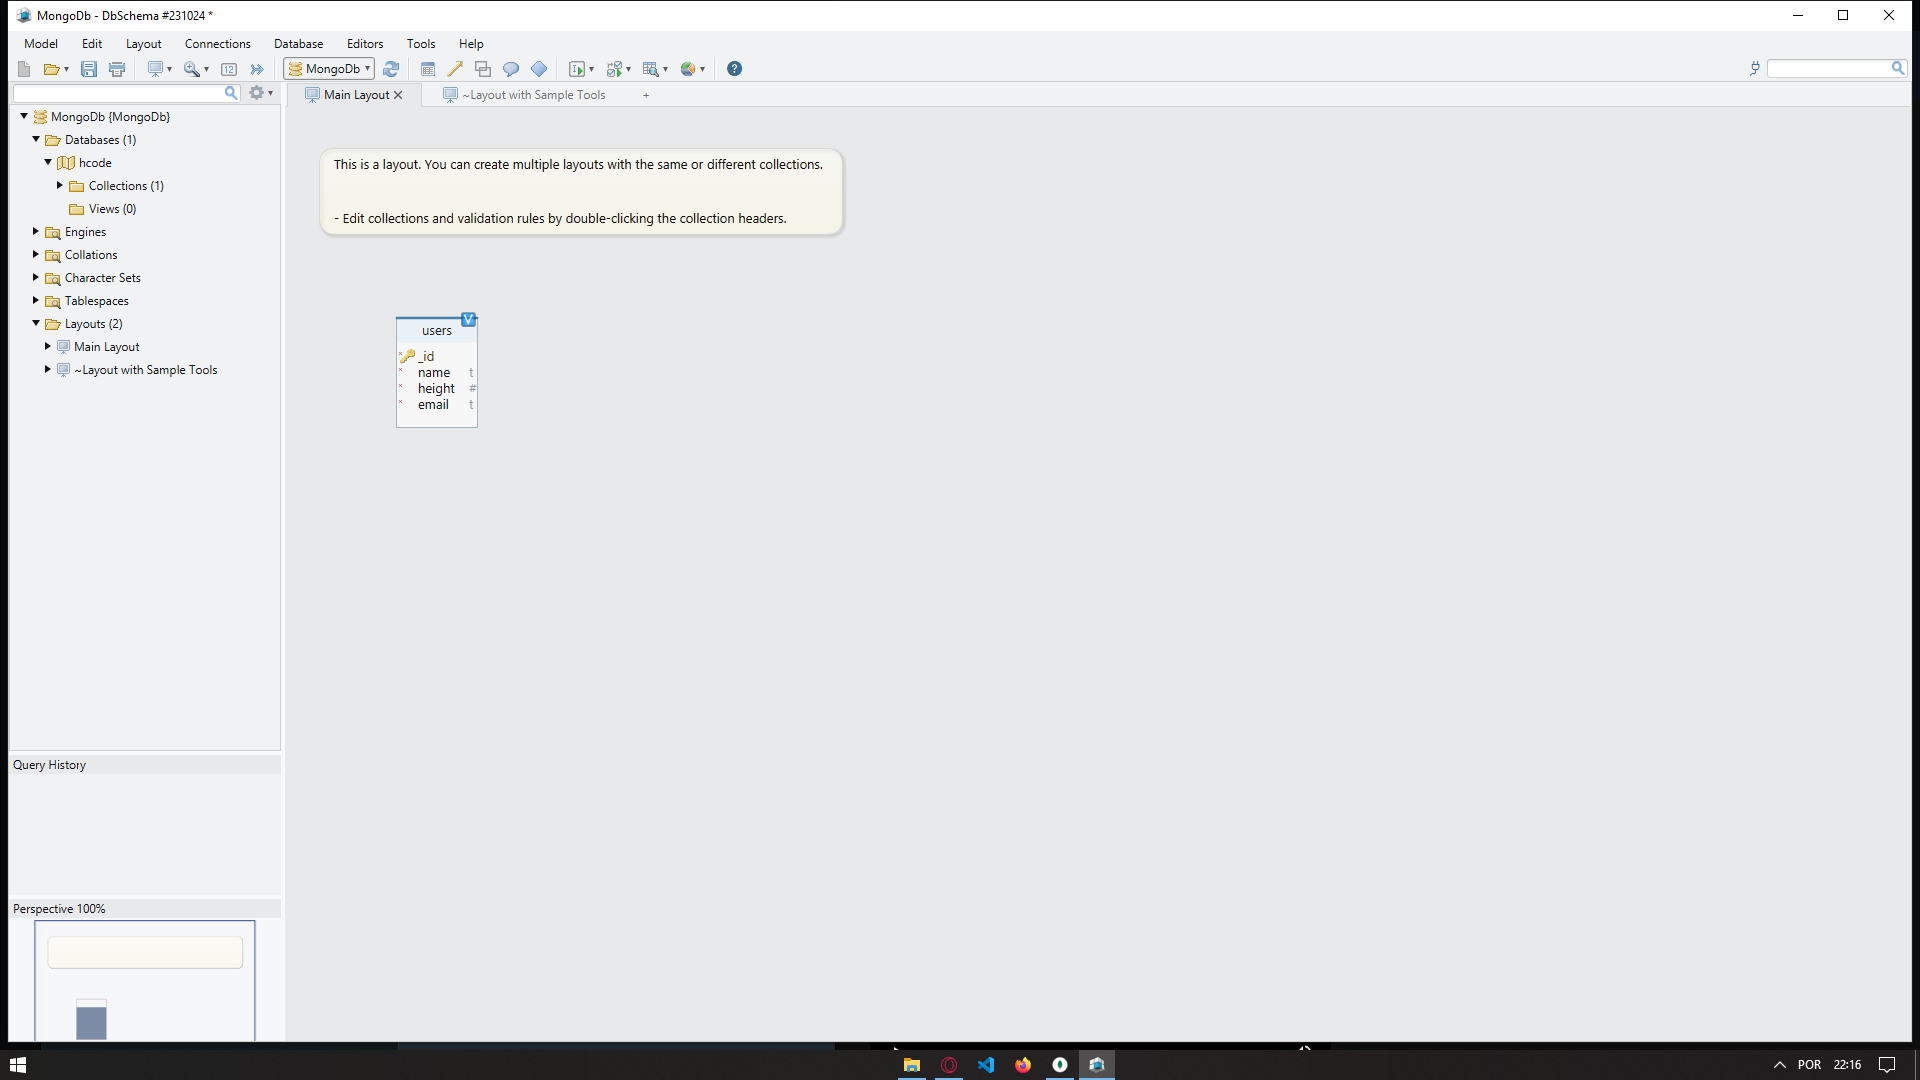 MongoDb - DbSchema #231024 *
Model Edit Layout Connections Database Editors Tools Help
12 MongoDb
Main Layout ~Layout with Sample Tools +
MongoDb {MongoDb}
Databases (1)
hcode
Collections (1)
Views (0)
Engines
Collations
Character Sets
Tablespaces
Layouts (2)
Main Layout
~Layout with Sample Tools
Query History
Perspective 100%
This is a layout. You can create multiple layouts with the same or different collections.
- Edit collections and validation rules by double-clicking the collection headers.
V
users
* _id
* name t
* height #
* email t
POR 22:16